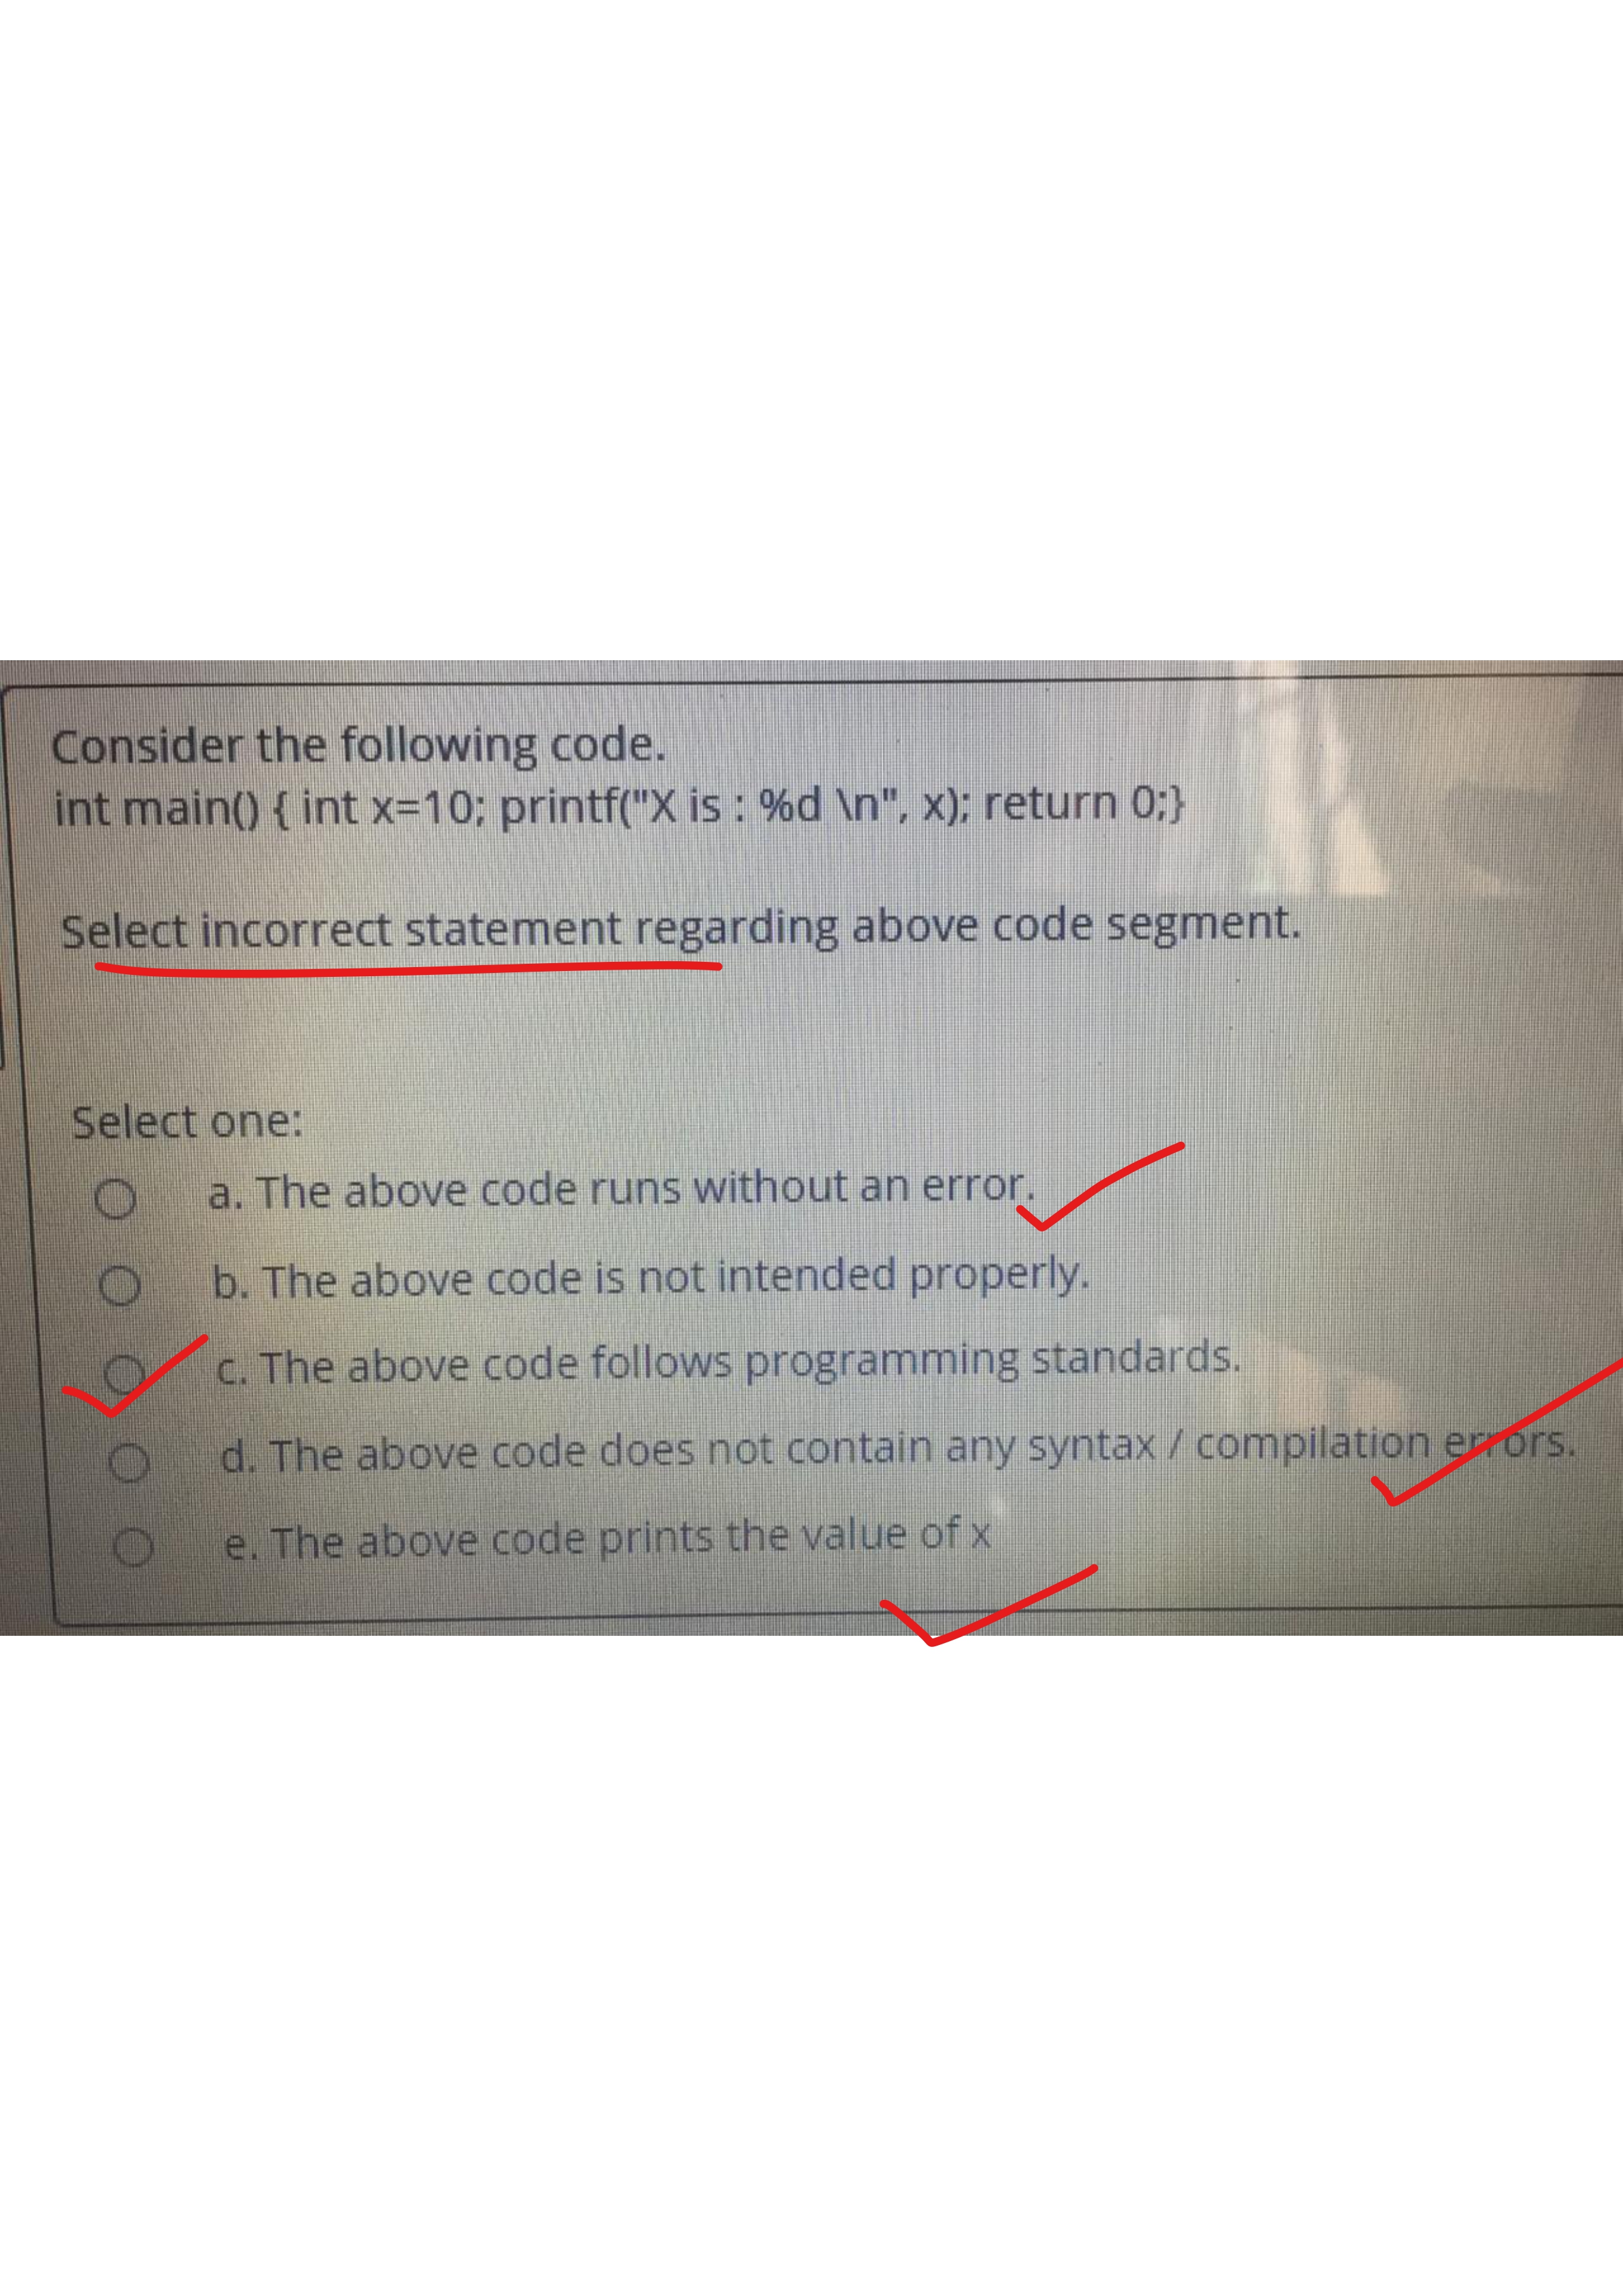 Consider the following code.
int main() { int x=10; printf("X is : %d \n", x); return 0;}
Select incorrect statement regarding above code segment.
Select one:
a. The above code runs without an error.
b. The above code is not intended properly.
c. The above code follows programming standards.
d. The above code does not contain any syntax / compilation errors.
e. The above code prints the value of x